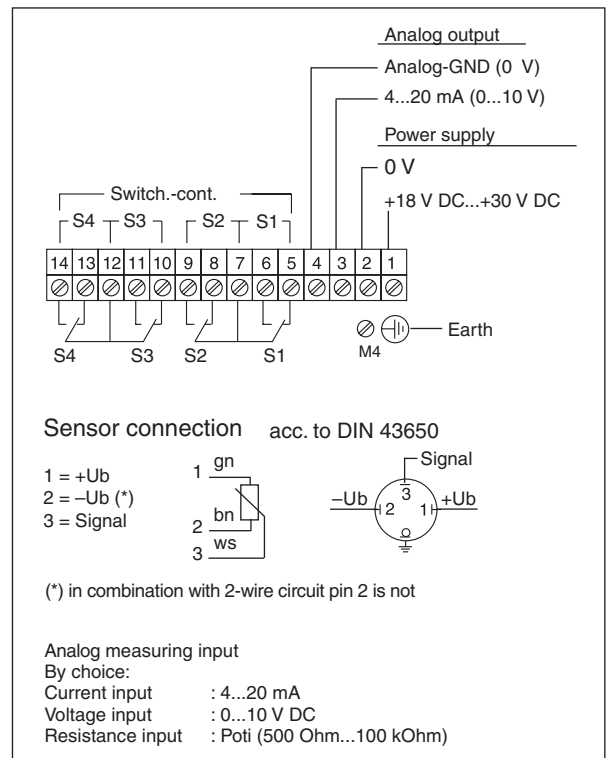 Analog output
Analog-GND (0 V)
4...20 mA (0...10 V)
Power supply
0 V
+18 V DC...+30 V DC
Switch.-cont.
S4 S3 S2 S1
14 13 12 11 10 9 8 7 6 5 4 3 2 1
S4 S3 S2 S1
M4
Earth
Sensor connection acc. to DIN 43650
1 = +Ub
2 = –Ub (*)
3 = Signal
1 gn
2 bn
3 ws
Signal
–Ub 2 3 1 +Ub
(*) in combination with 2-wire circuit pin 2 is not
Analog measuring input
By choice:
Current input : 4...20 mA
Voltage input : 0...10 V DC
Resistance input : Poti (500 Ohm...100 kOhm)